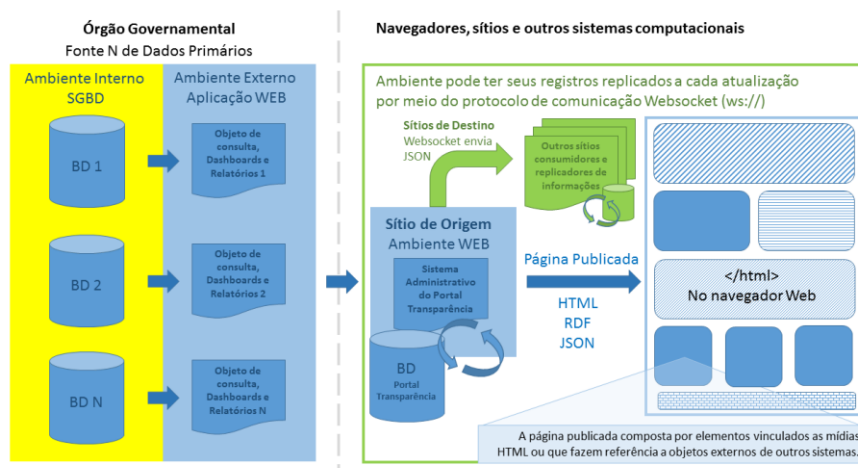 Órgão Governamental
Fonte N de Dados Primários
Ambiente Interno
SGBD
Ambiente Externo
Aplicação WEB
BD 1
Objeto de
consulta,
Dashboards e
Relatórios 1
BD 2
Objeto de
consulta,
Dashboards e
Relatórios 2
BD N
Objeto de
consulta,
Dashboards e
Relatórios N
Navegadores, sítios e outros sistemas computacionais
Ambiente pode ter seus registros replicados a cada atualização
por meio do protocolo de comunicação Websocket (ws://)
Sítios de Destino
Websocket envia
JSON
Outros sítios
consumidores e
replicadores de
informações
Sítio de Origem
Ambiente WEB
Sistema
Administrativo
do Portal
Transparência
BD
Portal
Transparência
Página Publicada
HTML
RDF
JSON
</html>
No navegador Web
A página publicada composta por elementos vinculados as mídias
HTML ou que fazem referência a objetos externos de outros sistemas.